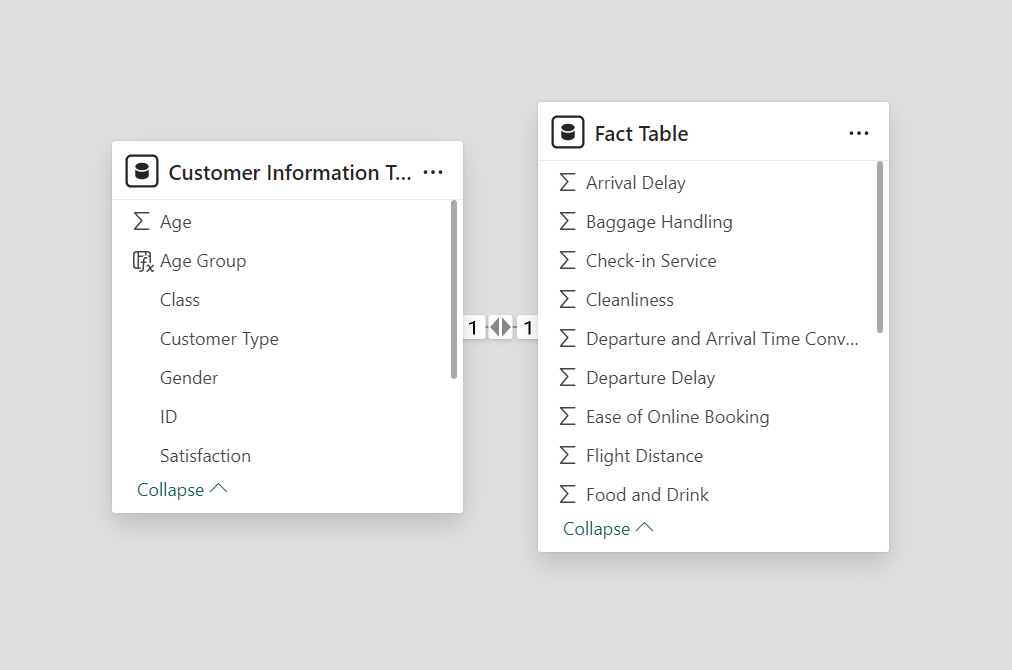 Customer Information T...
Age
Age Group
Class
Customer Type
Gender
ID
Satisfaction
Collapse
1
1
Fact Table
Arrival Delay
Baggage Handling
Check-in Service
Cleanliness
Departure and Arrival Time Conv...
Departure Delay
Ease of Online Booking
Flight Distance
Food and Drink
Collapse